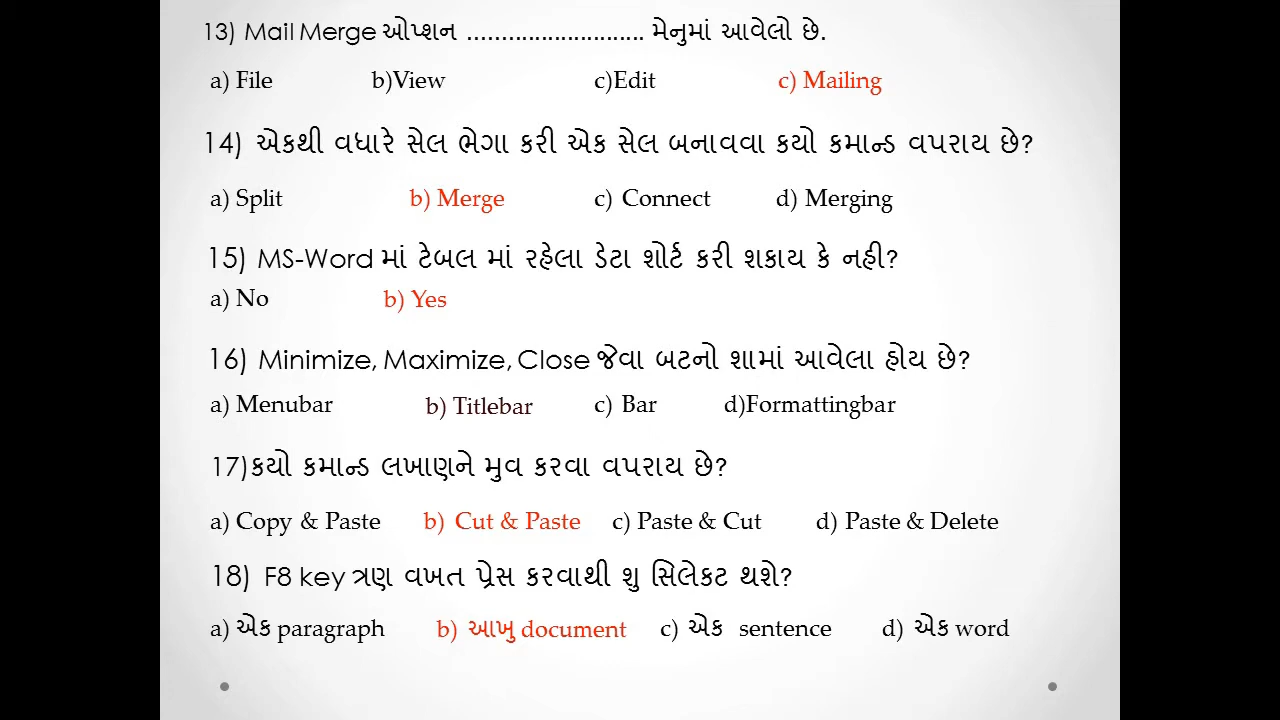 13) Mail Merge ઓપ્શન ........................... મેનુમાં આવેલો છે.
a) File b)View c)Edit c) Mailing
14) એકથી વધારે સેલ ભેગા કરી એક સેલ બનાવવા કયો કમાન્ડ વપરાય છે?
a) Split b) Merge c) Connect d) Merging
15) MS-Word માં ટેબલ માં રહેલા ડેટા શોર્ટ કરી શકાય કે નહી?
a) No b) Yes
16) Minimize, Maximize, Close જેવા બટનો શામાં આવેલા હોય છે?
a) Menubar b) Titlebar c) Bar d)Formattingbar
17)કયો કમાન્ડ લખાણને મુવ કરવા વપરાય છે?
a) Copy & Paste b) Cut & Paste c) Paste & Cut d) Paste & Delete
18) F8 key ત્રણ વખત પ્રેસ કરવાથી શુ સિલેકટ થશે?
a) એક paragraph b) આખુ document c) એક sentence d) એક word